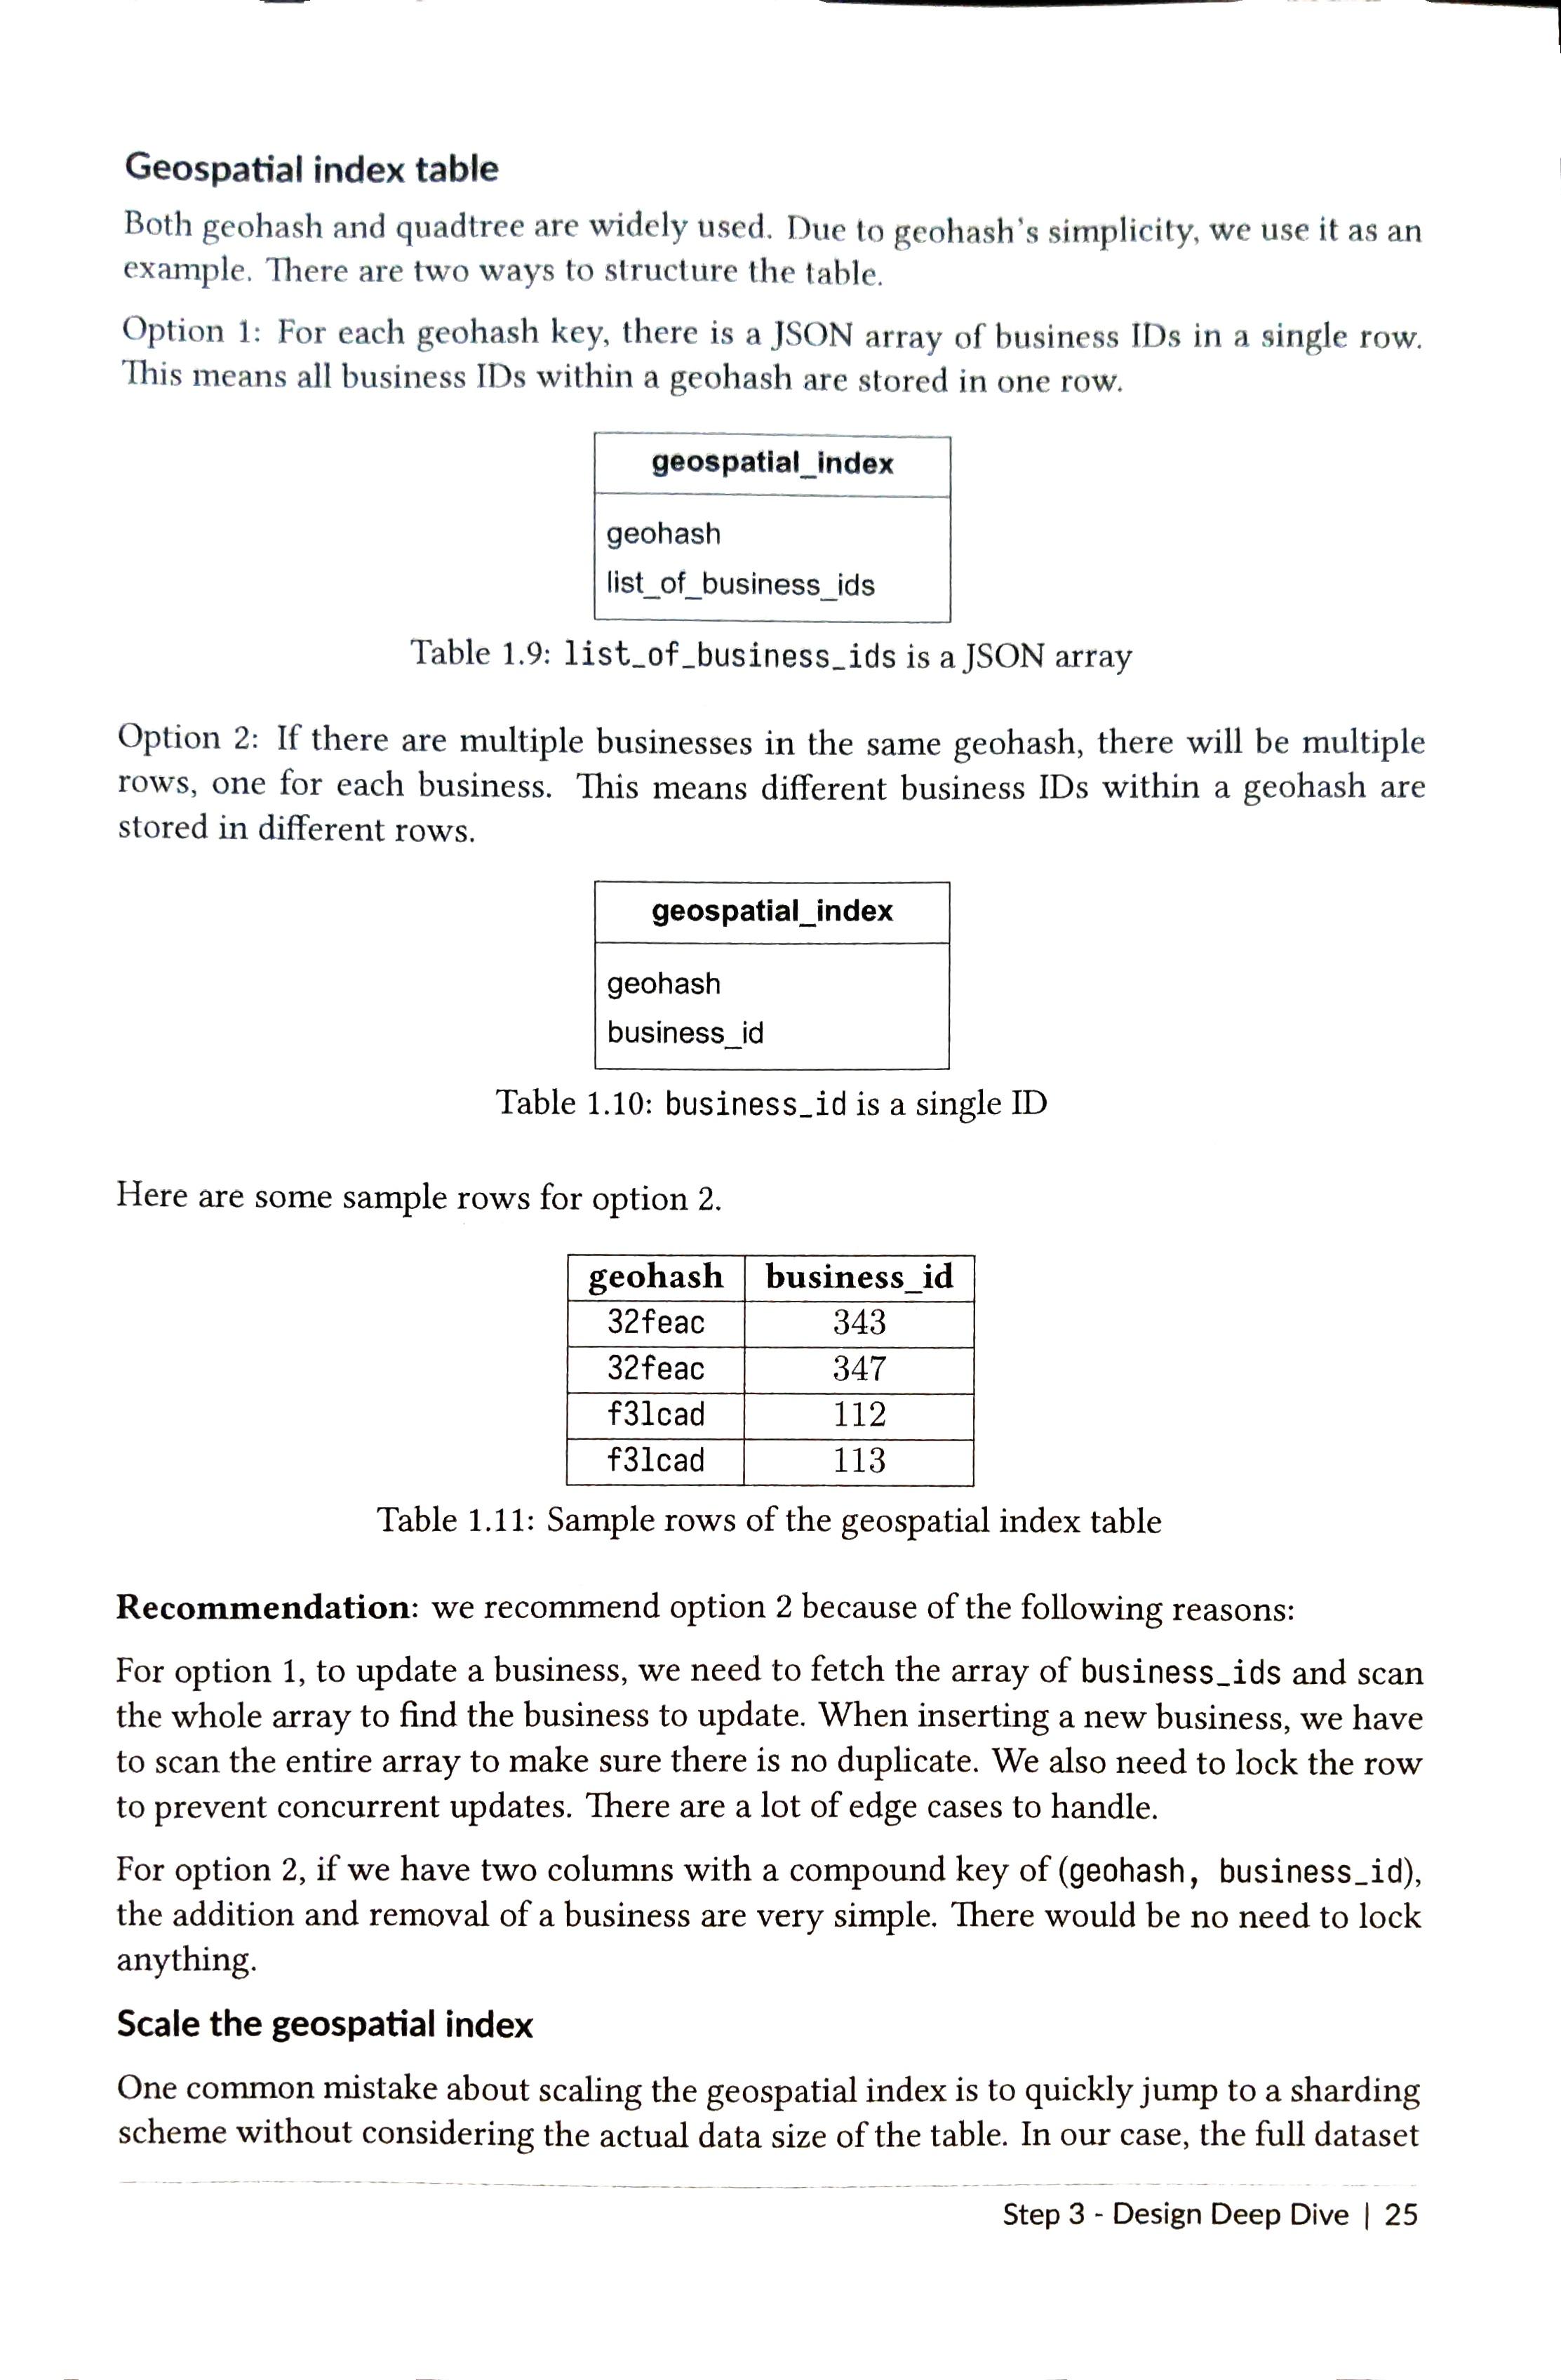 Geospatial index table
Both geohash and quadtree are widely used. Due to geohash's simplicity, we use it as an
example. There are two ways to structure the table.
Option 1: For each geohash key, there is a JSON array of business IDs in a single row.
This means all business IDs within a geohash are stored in one row.
geospatial_index
geohash
list_of_business_ids
Table 1.9: list_of_business_ids is a JSON array
Option 2: If there are multiple businesses in the same geohash, there will be multiple
rows, one for each business. This means different business IDs within a geohash are
stored in different rows.
geospatial_index
geohash
business_id
Table 1.10: business_id is a single ID
Here are some sample rows for option 2.
geohash business_id
32feac 343
32feac 347
f3lcad 112
f3lcad 113
Table 1.11: Sample rows of the geospatial index table
Recommendation: we recommend option 2 because of the following reasons:
For option 1, to update a business, we need to fetch the array of business_ids and scan
the whole array to find the business to update. When inserting a new business, we have
to scan the entire array to make sure there is no duplicate. We also need to lock the row
to prevent concurrent updates. There are a lot of edge cases to handle.
For option 2, if we have two columns with a compound key of (geohash, business_id),
the addition and removal of a business are very simple. There would be no need to lock
anything.
Scale the geospatial index
One common mistake about scaling the geospatial index is to quickly jump to a sharding
scheme without considering the actual data size of the table. In our case, the full dataset
Step 3 - Design Deep Dive | 25